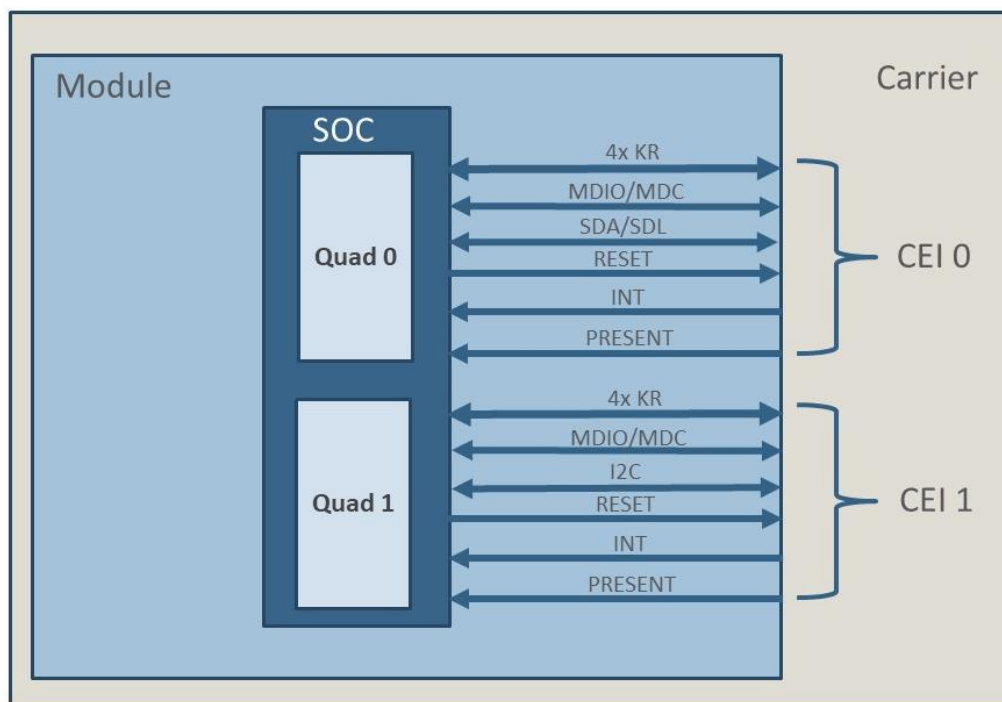 Module
Carrier
SOC
4x KR
MDIO/MDC
SDA/SDL
Quad 0
RESET
CEI 0
INT
PRESENT
4x KR
MDIO/MDC
I2C
Quad 1
RESET
CEI 1
INT
PRESENT